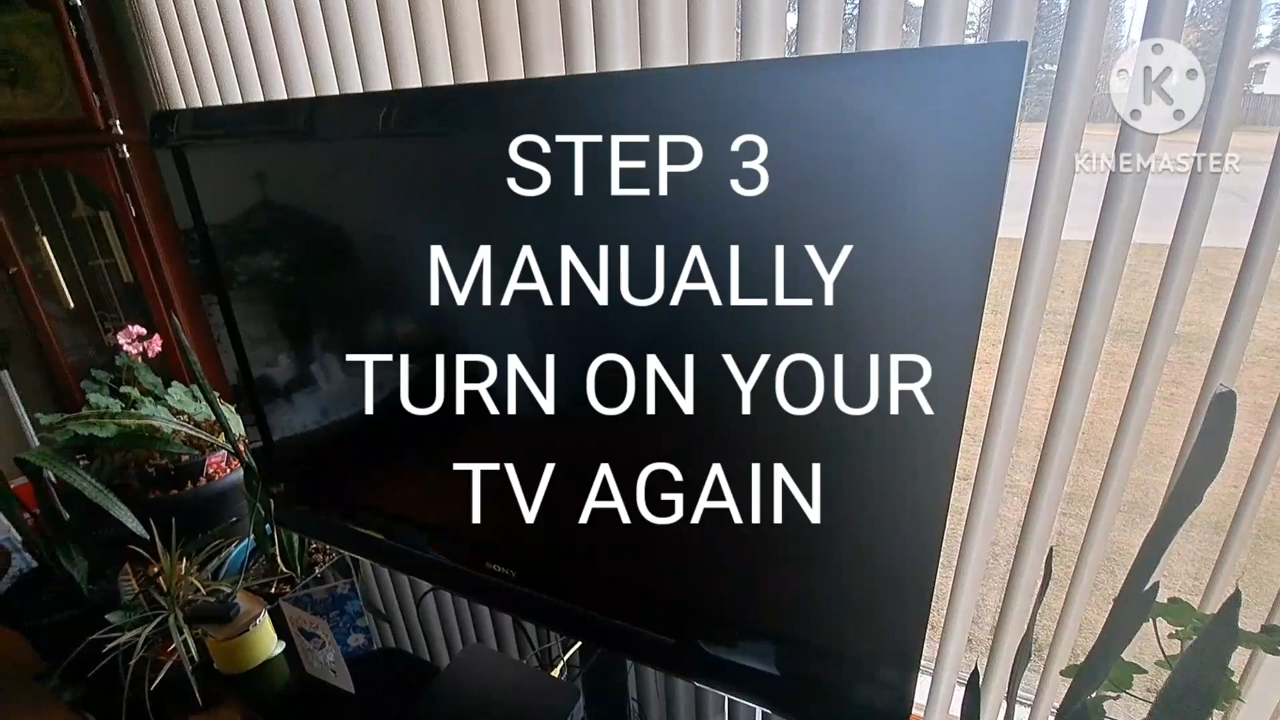 STEP 3
MANUALLY
TURN ON YOUR
TV AGAIN
KINEMASTER
SONY